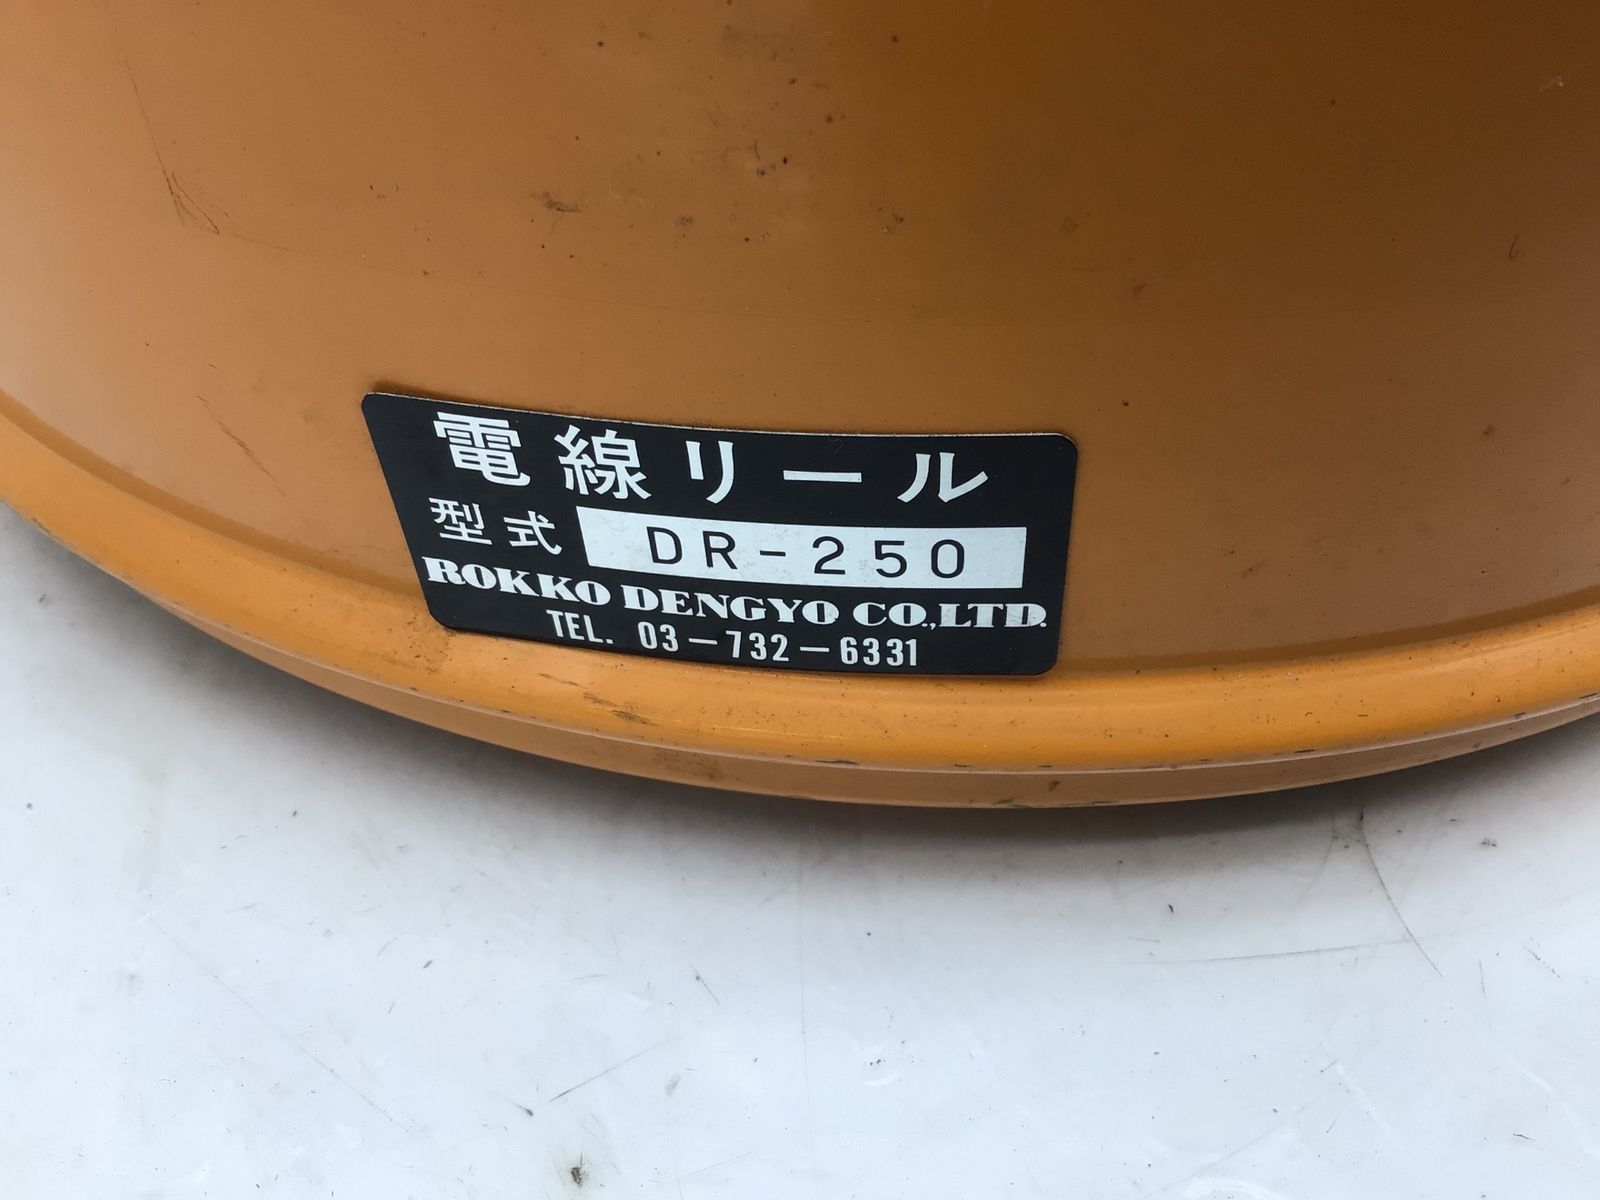 電線リール
型式 DR-250
ROKKO DENGYO CO.,LTD.
TEL. 03-732-6331